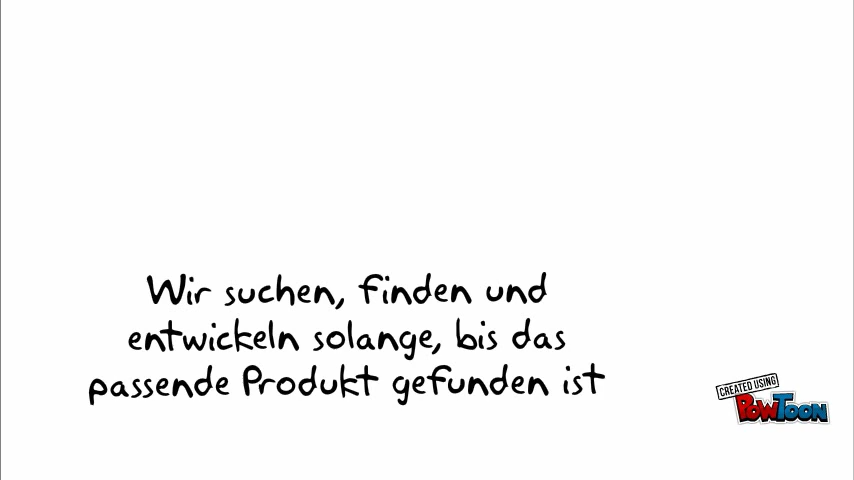 Wir suchen, finden und
entwickeln solange, bis das
passende Produkt gefunden ist
CREATED USING
POWTOON